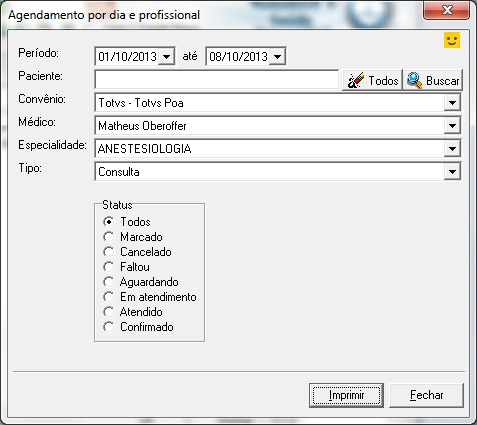 Agendamento por dia e profissional
Período: 01/10/2013 até 08/10/2013
Paciente: Todos Buscar
Convênio: Totvs - Totvs Poa
Médico: Matheus Oberoffer
Especialidade: ANESTESIOLOGIA
Tipo: Consulta
Status
Todos
Marcado
Cancelado
Faltou
Aguardando
Em atendimento
Atendido
Confirmado
Imprimir Fechar